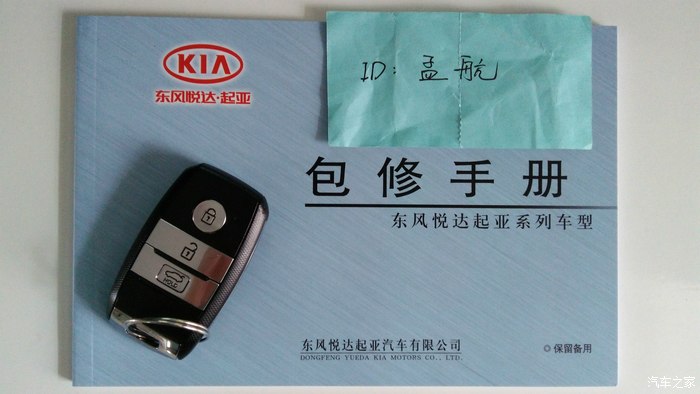 KIA
东风悦达·起亚
ID: 孟航
包修手册
东风悦达起亚系列车型
HOLD
东风悦达起亚汽车有限公司
DONGFENG YUEDA KIA MOTORS CO., LTD.
◎保留备用
汽车之家